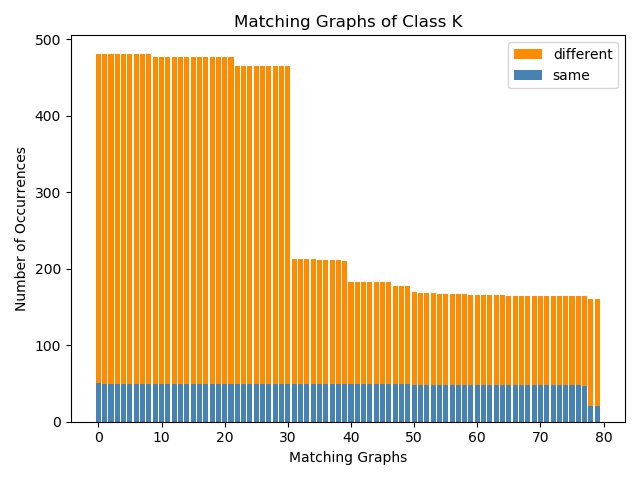 Matching Graphs of Class K
different
same
Number of Occurrences
500
400
300
200
100
0
0 10 20 30 40 50 60 70 80
Matching Graphs